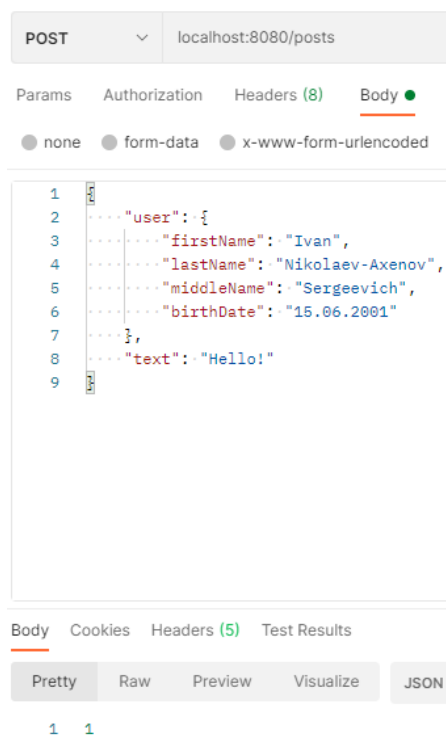 POST localhost:8080/posts
Params Authorization Headers (8) Body
none form-data x-www-form-urlencoded
1 {
2 "user": {
3 "firstName": "Ivan",
4 "lastName": "Nikolaev-Axenov",
5 "middleName": "Sergeevich",
6 "birthDate": "15.06.2001"
7 },
8 "text": "Hello!"
9 }
Body Cookies Headers (5) Test Results
Pretty Raw Preview Visualize JSON
1 1